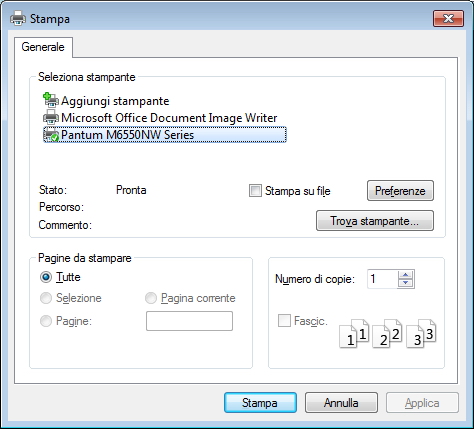 Stampa
Generale
Seleziona stampante
Aggiungi stampante
Microsoft Office Document Image Writer
Pantum M6550NW Series
Stato: Pronta
Stampa su file
Preferenze
Percorso:
Commento:
Trova stampante...
Pagine da stampare
Tutte
Selezione
Pagina corrente
Pagine:
Numero di copie: 1
Fascic.
1 1 2 2 3 3
Stampa
Annulla
Applica